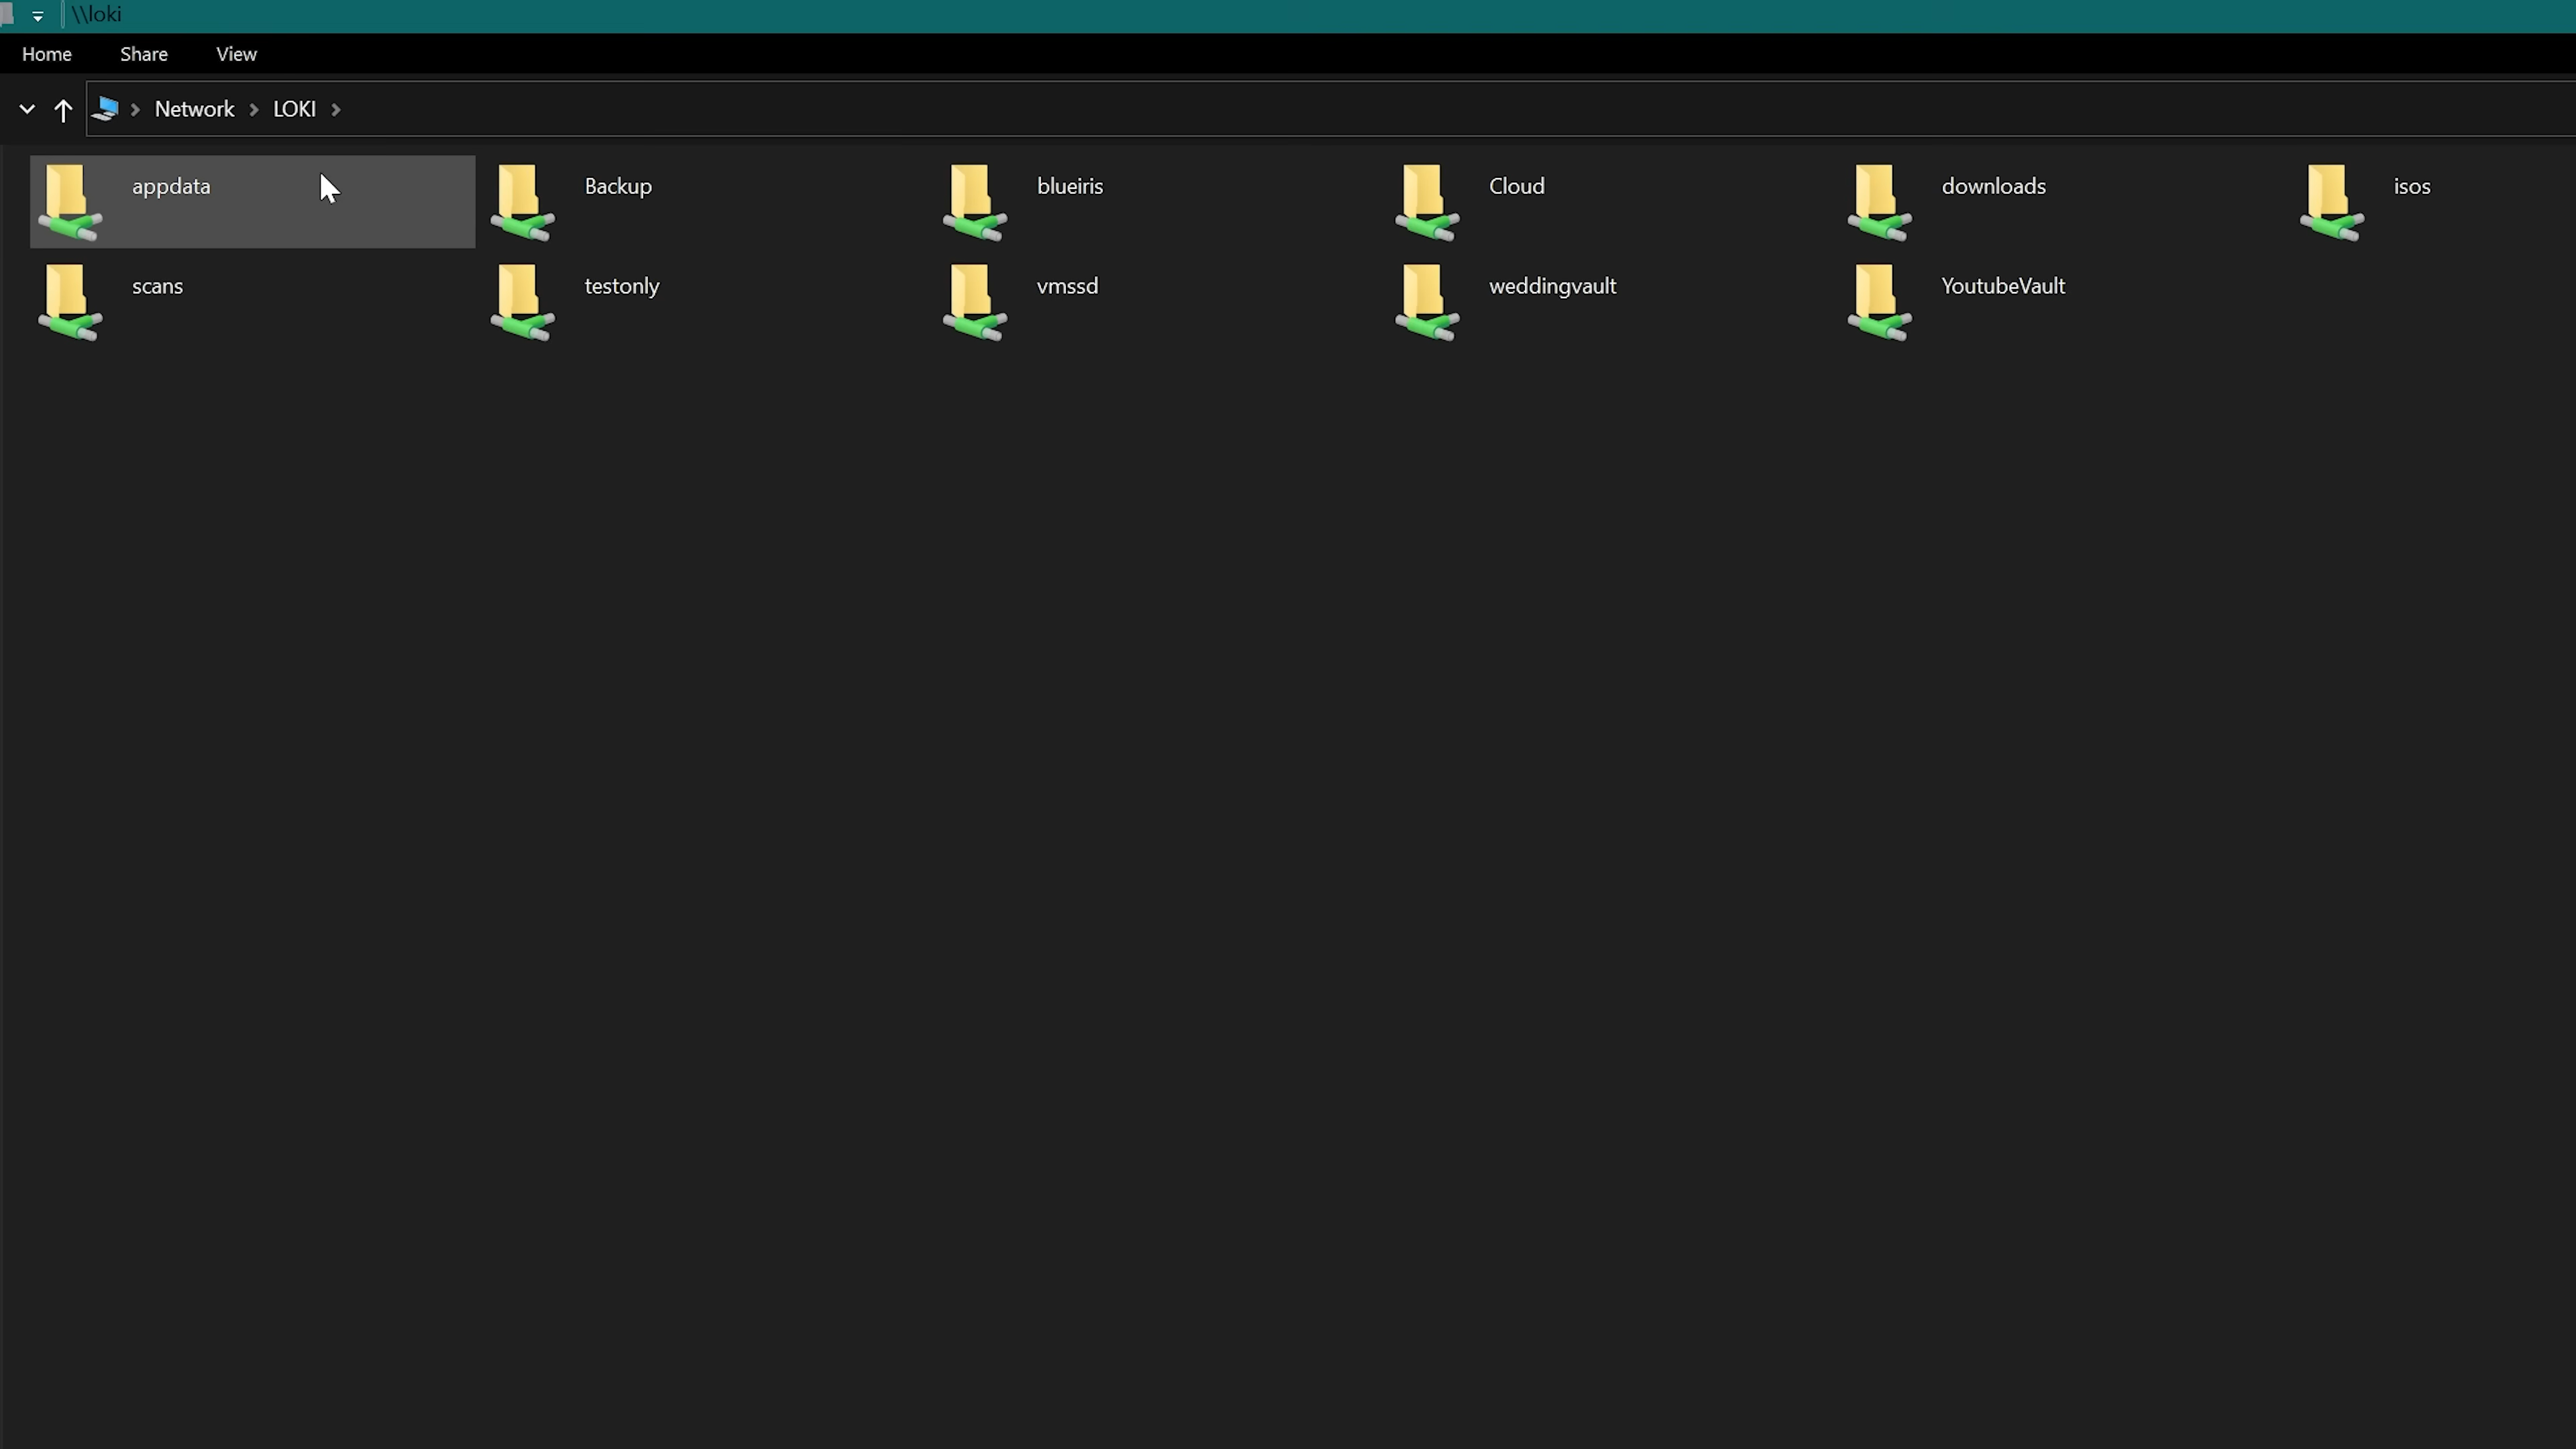 \\loki
Home Share View
Network LOKI
appdata Backup blueiris Cloud downloads isos
scans testonly vmssd weddingvault YoutubeVault